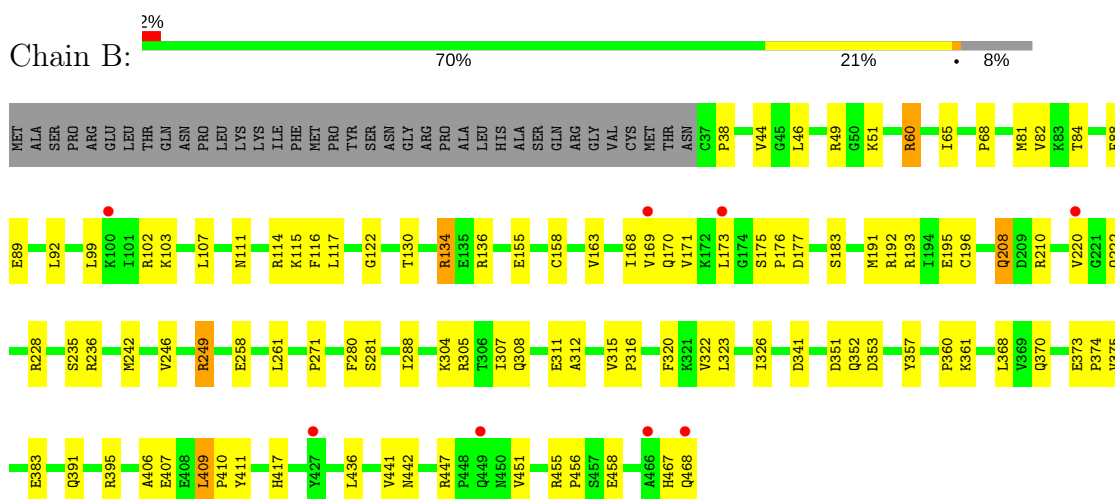 2%
Chain B:
70% 21% • 8%
MET ALA SER PRO ARG GLU LEU THR GLN ASN PRO LEU LYS LYS ILE PHE MET PRO TYR SER ASN GLY ARG PRO ALA LEU HIS ALA SER GLN ARG GLY VAL CYS MET THR ASN C37 P38 V44 G45 L46 R49 G50 K51 R60 I65 P68 M81 V82 K83 T84
E89 L92 L99 K100 I101 R102 K103 L107 N111 R114 K115 F116 L117 G122 T130 R134 E135 R136 E155 C158 V163 I168 V169 Q170 V171 K172 L173 G174 S175 P176 D177 S183 M191 R192 R193 I194 E195 C196 Q208 D209 R210 V220 G221
R228 S235 R236 M242 V246 R249 E258 L261 P271 F280 S281 I288 K304 R305 T306 I307 Q308 E311 A312 V315 P316 F320 K321 V322 L323 I326 D341 D351 Q352 D353 Y357 P360 K361 L368 V369 Q370 E373 P374 V375
E383 Q391 R395 A406 E407 E408 L409 P410 Y411 H417 Y427 L436 V441 N442 R447 P448 Q449 N450 V451 R455 P456 S457 E458 A466 H467 Q468